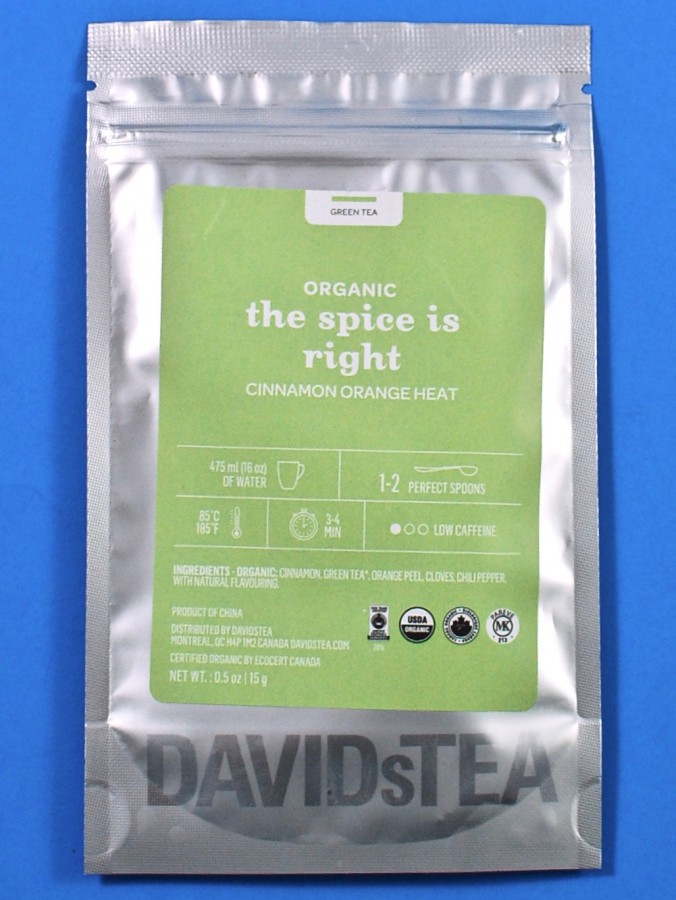 GREEN TEA
ORGANIC
the spice is
right
CINNAMON ORANGE HEAT
475 ml (16 oz)
OF WATER
1-2 PERFECT SPOONS
85°C
185°F
3-4
MIN
LOW CAFFEINE
INGREDIENTS - ORGANIC: CINNAMON, GREEN TEA*, ORANGE PEEL, CLOVES, CHILI PEPPER.
WITH NATURAL FLAVOURING.
PRODUCT OF CHINA
DISTRIBUTED BY DAVIDSTEA
MONTREAL, QC H4P 1M2 CANADA DAVIDSTEA.COM
CERTIFIED ORGANIC BY ECOCERT CANADA
NET WT. : 0.5 oz | 15 g
USDA
ORGANIC
PAREVE
MK
DAVIDsTEA